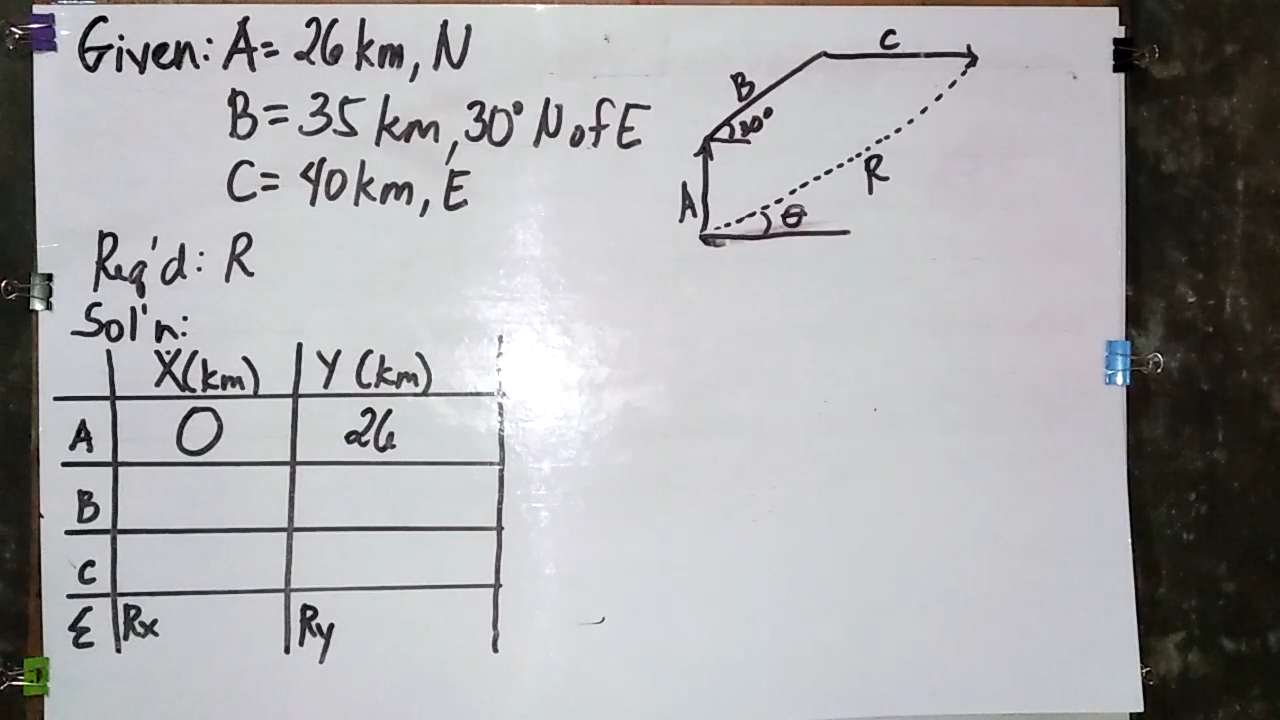 Given: A= 26 km, N
B= 35 km, 30° N of E
C= 40 km, E
Req'd: R
Sol'n:
X(km) Y (km)
A 0 26
B
C
Σ Rx Ry
C
B
30°
A
R
θ